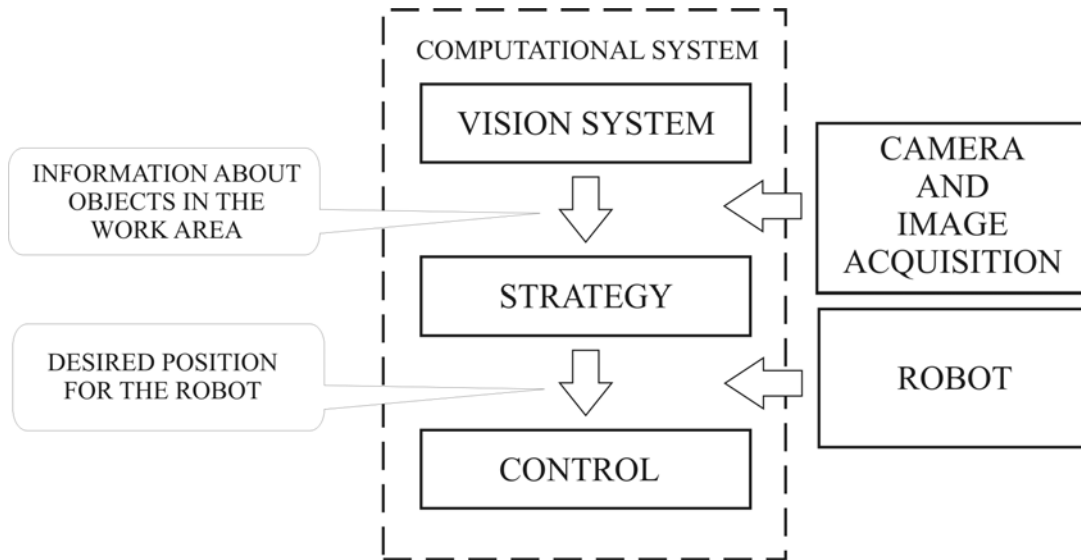 COMPUTATIONAL SYSTEM
VISION SYSTEM
INFORMATION ABOUT
OBJECTS IN THE
WORK AREA
CAMERA
AND
IMAGE
ACQUISITION
STRATEGY
DESIRED POSITION
FOR THE ROBOT
ROBOT
CONTROL